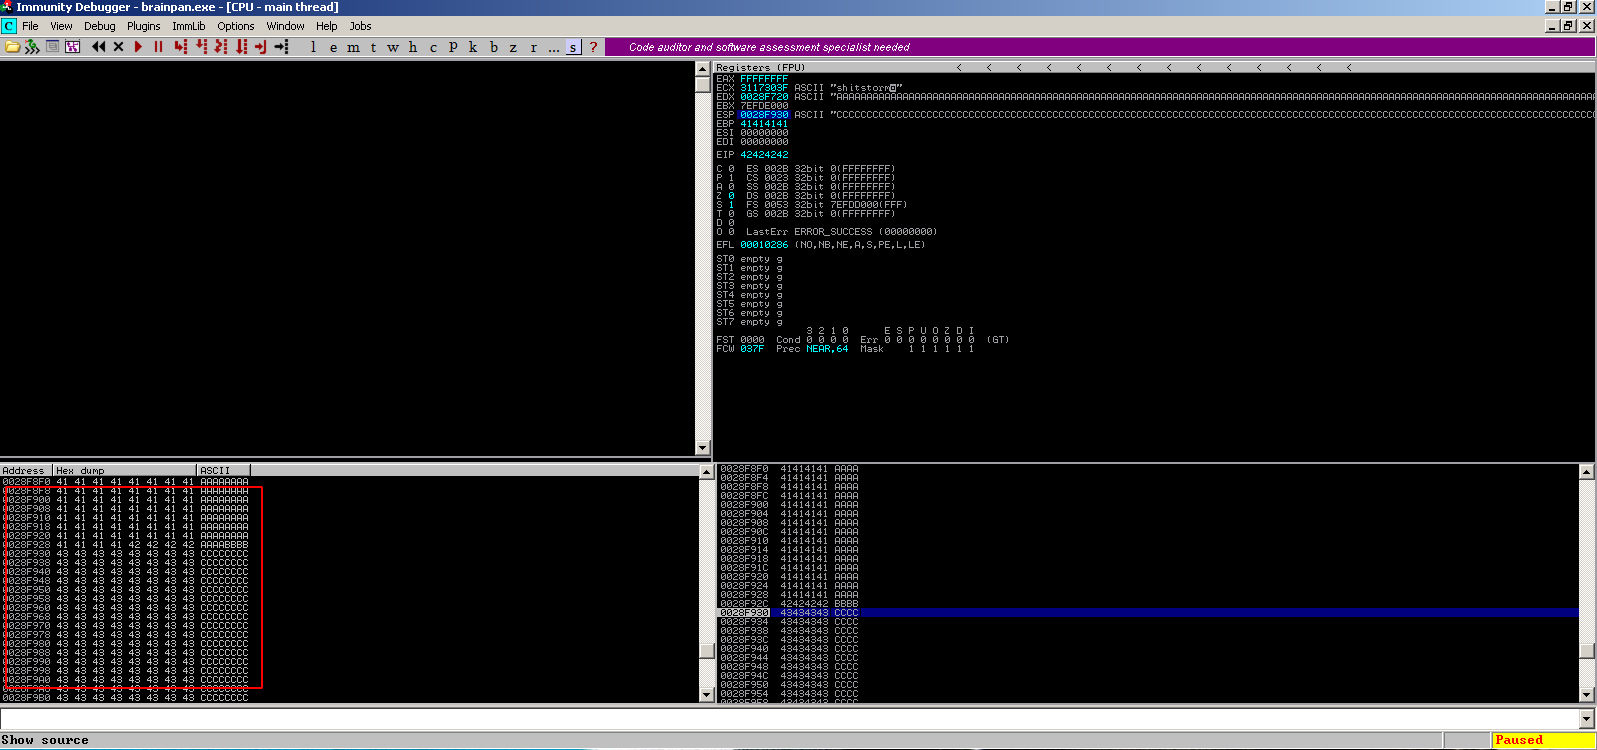 Immunity Debugger - brainpan.exe - [CPU - main thread]
C File View Debug Plugins ImmLib Options Window Help Jobs
l e m t w h c P k b z r ... s ? Code auditor and software assessment specialist needed
Registers (FPU) < < < < < < < < < < < < < <
EAX FFFFFFFF
ECX 3117303F ASCII "shitstorm"
EDX 0028F720 ASCII "AAAAAAAAAAAAAAAAAAAAAAAAAAAAAAAAAAAAAAAAAAAAAAAAAAAAAAAAAAAAAAAAAAAAAAAAAAAAAAAAAAAAAAAAAAAAAAAAAAAAAAAAAAAAAAAAAAAAAAAAAAAAAA
EBX 7EFDE000
ESP 0028F930 ASCII "CCCCCCCCCCCCCCCCCCCCCCCCCCCCCCCCCCCCCCCCCCCCCCCCCCCCCCCCCCCCCCCCCCCCCCCCCCCCCCCCCCCCCCCCCCCCCCCCCCCCCCCCCCCCCCCCCCCCCCCCCCCCCC
EBP 41414141
ESI 00000000
EDI 00000000
EIP 42424242
C 0 ES 002B 32bit 0(FFFFFFFF)
P 1 CS 0023 32bit 0(FFFFFFFF)
A 0 SS 002B 32bit 0(FFFFFFFF)
Z 0 DS 002B 32bit 0(FFFFFFFF)
S 1 FS 0053 32bit 7EFDD000(FFF)
T 0 GS 002B 32bit 0(FFFFFFFF)
D 0
O 0 LastErr ERROR_SUCCESS (00000000)
EFL 00010286 (NO,NB,NE,A,S,PE,L,LE)
ST0 empty g
ST1 empty g
ST2 empty g
ST3 empty g
ST4 empty g
ST5 empty g
ST6 empty g
ST7 empty g
3 2 1 0 E S P U O Z D I
FST 0000 Cond 0 0 0 0 Err 0 0 0 0 0 0 0 0 (GT)
FCW 037F Prec NEAR,64 Mask 1 1 1 1 1 1
Address Hex dump ASCII
0028F8F0 41 41 41 41 41 41 41 41 AAAAAAAA
0028F8F8 41 41 41 41 41 41 41 41 AAAAAAAA
0028F900 41 41 41 41 41 41 41 41 AAAAAAAA
0028F908 41 41 41 41 41 41 41 41 AAAAAAAA
0028F910 41 41 41 41 41 41 41 41 AAAAAAAA
0028F918 41 41 41 41 41 41 41 41 AAAAAAAA
0028F920 41 41 41 41 41 41 41 41 AAAAAAAA
0028F928 41 41 41 41 42 42 42 42 AAAABBBB
0028F930 43 43 43 43 43 43 43 43 CCCCCCCC
0028F938 43 43 43 43 43 43 43 43 CCCCCCCC
0028F940 43 43 43 43 43 43 43 43 CCCCCCCC
0028F948 43 43 43 43 43 43 43 43 CCCCCCCC
0028F950 43 43 43 43 43 43 43 43 CCCCCCCC
0028F958 43 43 43 43 43 43 43 43 CCCCCCCC
0028F960 43 43 43 43 43 43 43 43 CCCCCCCC
0028F968 43 43 43 43 43 43 43 43 CCCCCCCC
0028F970 43 43 43 43 43 43 43 43 CCCCCCCC
0028F978 43 43 43 43 43 43 43 43 CCCCCCCC
0028F980 43 43 43 43 43 43 43 43 CCCCCCCC
0028F988 43 43 43 43 43 43 43 43 CCCCCCCC
0028F990 43 43 43 43 43 43 43 43 CCCCCCCC
0028F998 43 43 43 43 43 43 43 43 CCCCCCCC
0028F9A0 43 43 43 43 43 43 43 43 CCCCCCCC
0028F9A8 43 43 43 43 43 43 43 43 CCCCCCCC
0028F9B0 43 43 43 43 43 43 43 43 CCCCCCCC
0028F8F0 41414141 AAAA
0028F8F4 41414141 AAAA
0028F8F8 41414141 AAAA
0028F8FC 41414141 AAAA
0028F900 41414141 AAAA
0028F904 41414141 AAAA
0028F908 41414141 AAAA
0028F90C 41414141 AAAA
0028F910 41414141 AAAA
0028F914 41414141 AAAA
0028F918 41414141 AAAA
0028F91C 41414141 AAAA
0028F920 41414141 AAAA
0028F924 41414141 AAAA
0028F928 41414141 AAAA
0028F92C 42424242 BBBB
0028F930 43434343 CCCC
0028F934 43434343 CCCC
0028F938 43434343 CCCC
0028F93C 43434343 CCCC
0028F940 43434343 CCCC
0028F944 43434343 CCCC
0028F948 43434343 CCCC
0028F94C 43434343 CCCC
0028F950 43434343 CCCC
0028F954 43434343 CCCC
0028F958 43434343 CCCC
Show source
Paused